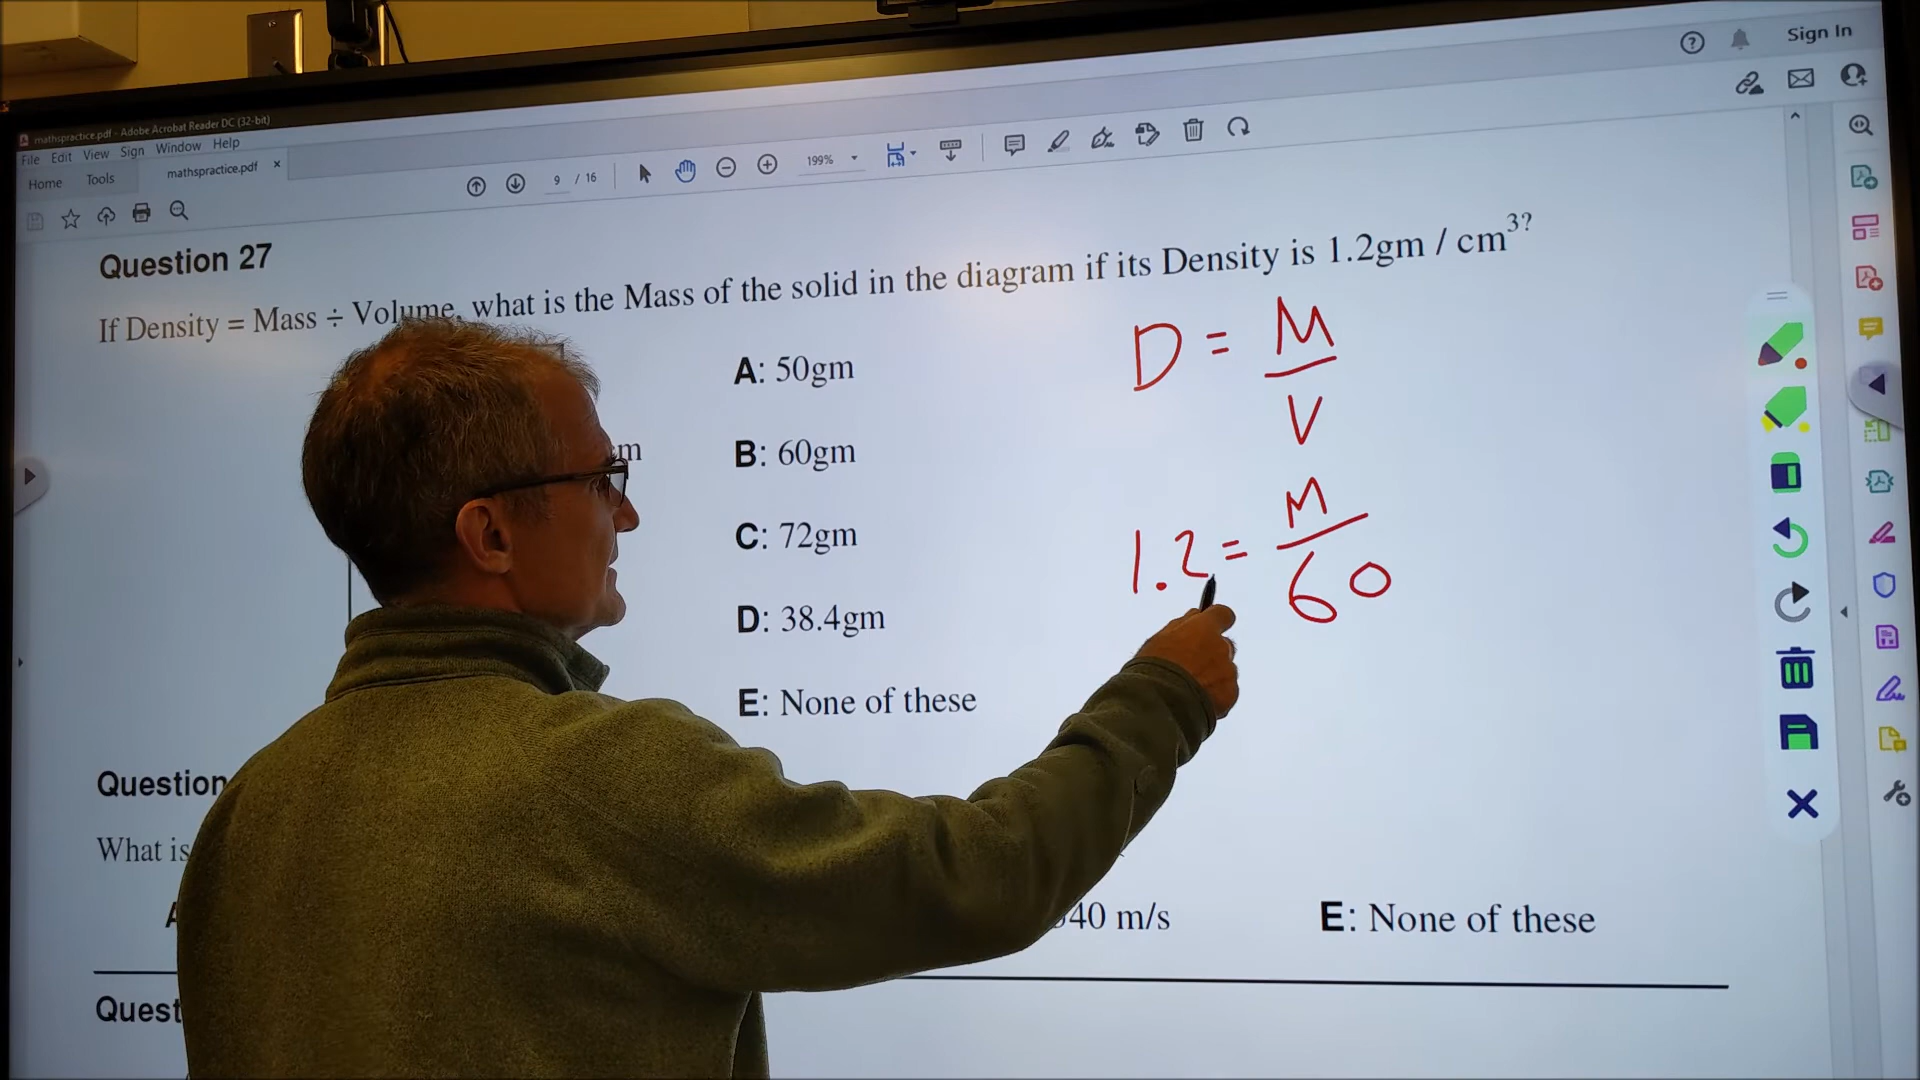 mathspractice.pdf - Adobe Acrobat Reader DC (32-bit)
File Edit View Sign Window Help
Home Tools mathspractice.pdf ×
9 / 16 199%
Sign In
Question 27
If Density = Mass ÷ Volume, what is the Mass of the solid in the diagram if its Density is 1.2gm / cm³?
A: 50gm
B: 60gm
C: 72gm
D: 38.4gm
E: None of these
D = M
V
1.2 = M
60
Question
What is
40 m/s E: None of these